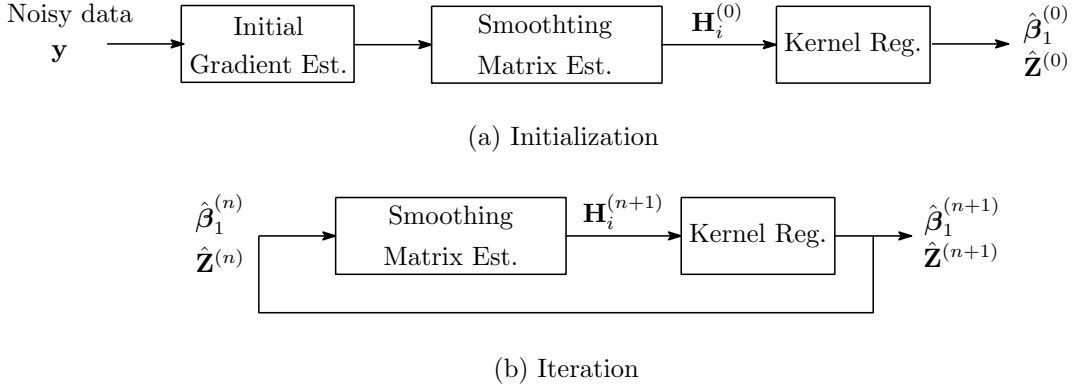 Noisy data
y
Initial
Gradient Est.
Smoothting
Matrix Est.
H_i^{(0)}
Kernel Reg.
β̂_1^{(0)}
Ẑ^{(0)}
(a) Initialization
β̂_1^{(n)}
Ẑ^{(n)}
Smoothing
Matrix Est.
H_i^{(n+1)}
Kernel Reg.
β̂_1^{(n+1)}
Ẑ^{(n+1)}
(b) Iteration